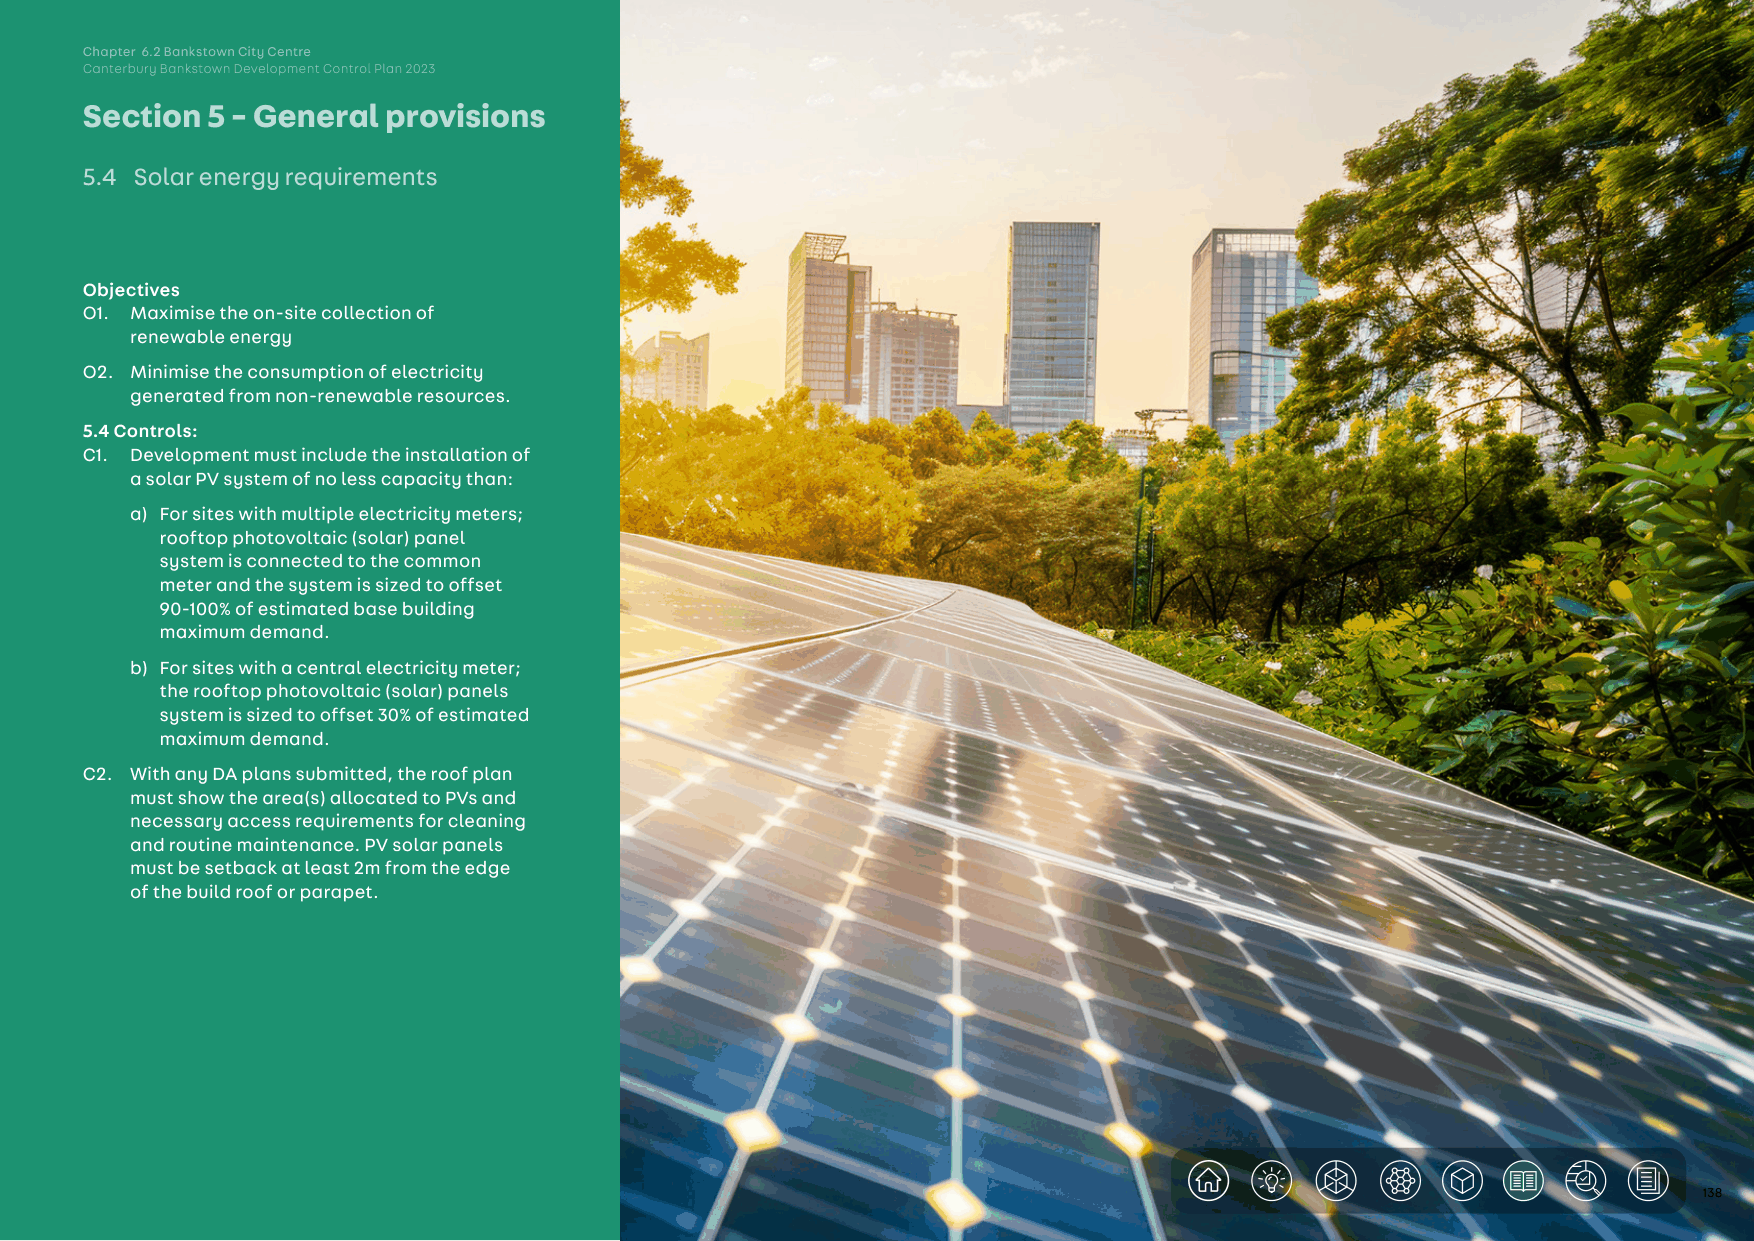 Chapter 6.2 Bankstown City Centre
Canterbury Bankstown Development Control Plan 2023
Section 5 – General provisions
5.4 Solar energy requirements
Objectives
O1. Maximise the on-site collection of
renewable energy
O2. Minimise the consumption of electricity
generated from non-renewable resources.
5.4 Controls:
C1. Development must include the installation of
a solar PV system of no less capacity than:
a) For sites with multiple electricity meters;
rooftop photovoltaic (solar) panel
system is connected to the common
meter and the system is sized to offset
90-100% of estimated base building
maximum demand.
b) For sites with a central electricity meter;
the rooftop photovoltaic (solar) panels
system is sized to offset 30% of estimated
maximum demand.
C2. With any DA plans submitted, the roof plan
must show the area(s) allocated to PVs and
necessary access requirements for cleaning
and routine maintenance. PV solar panels
must be setback at least 2m from the edge
of the build roof or parapet.
138